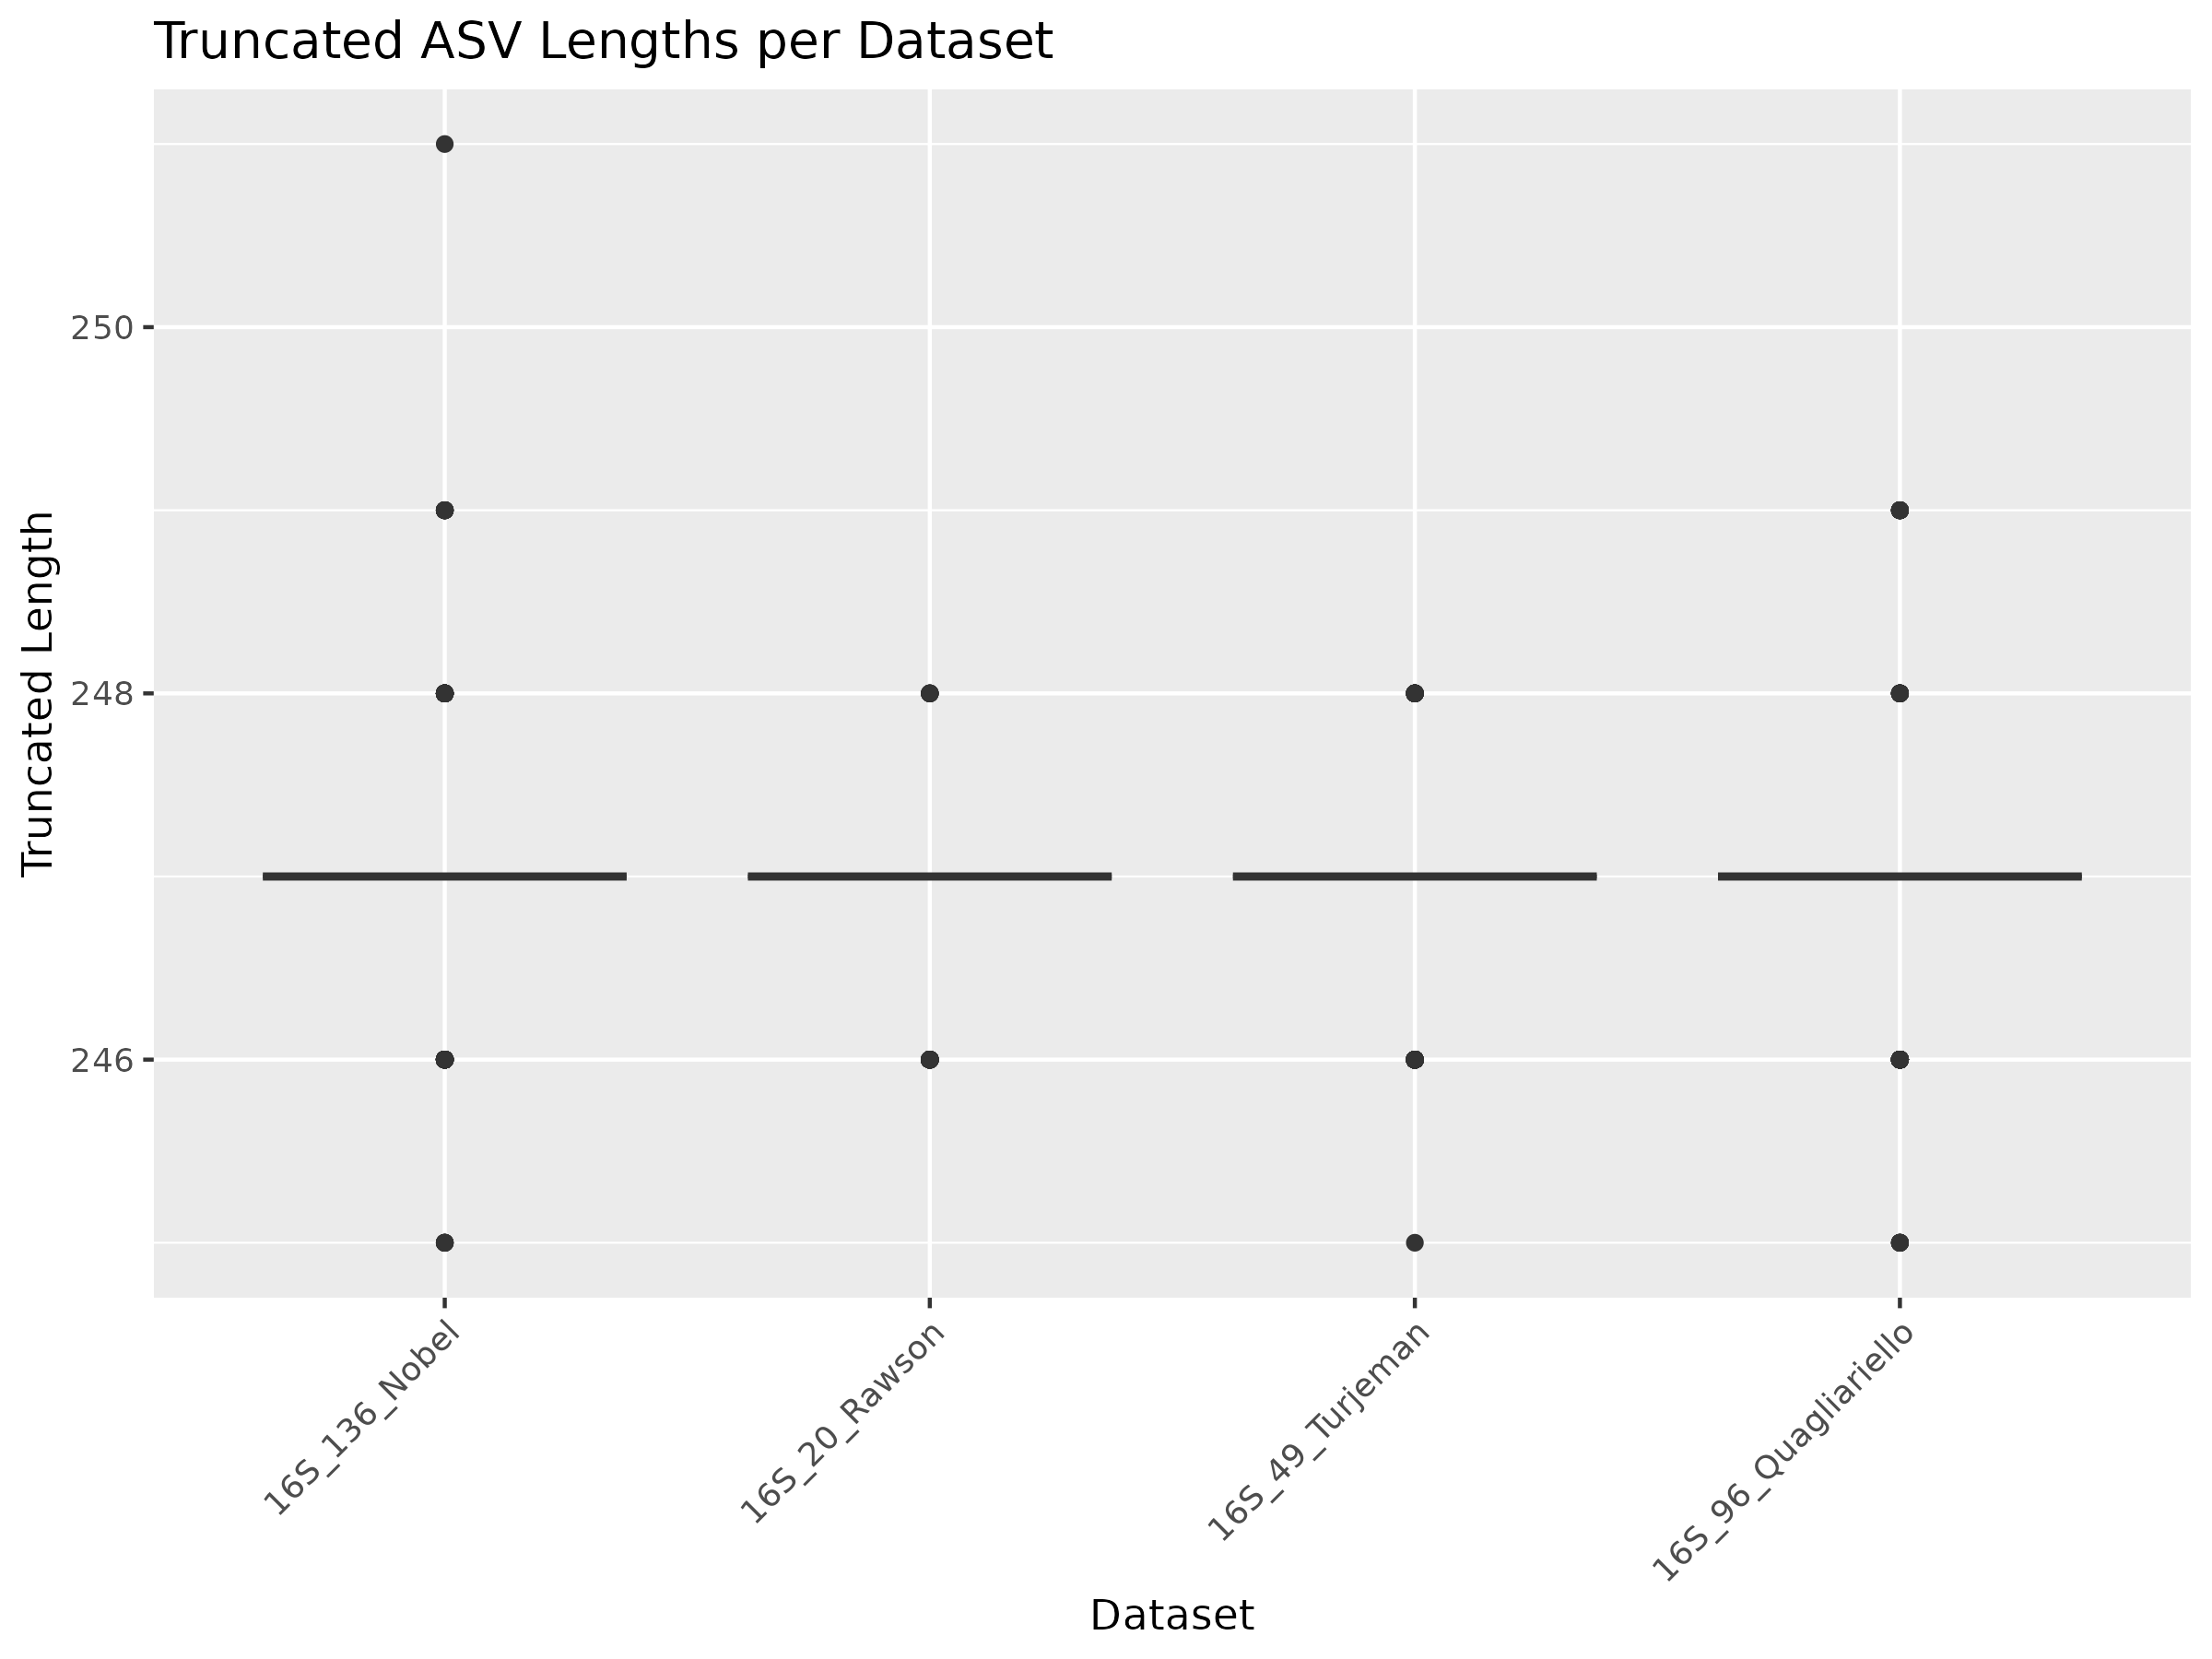 Truncated ASV Lengths per Dataset
Truncated Length
250
248
246
16S_136_Nobel
16S_20_Rawson
16S_49_Turjeman
16S_96_Quagliariello
Dataset